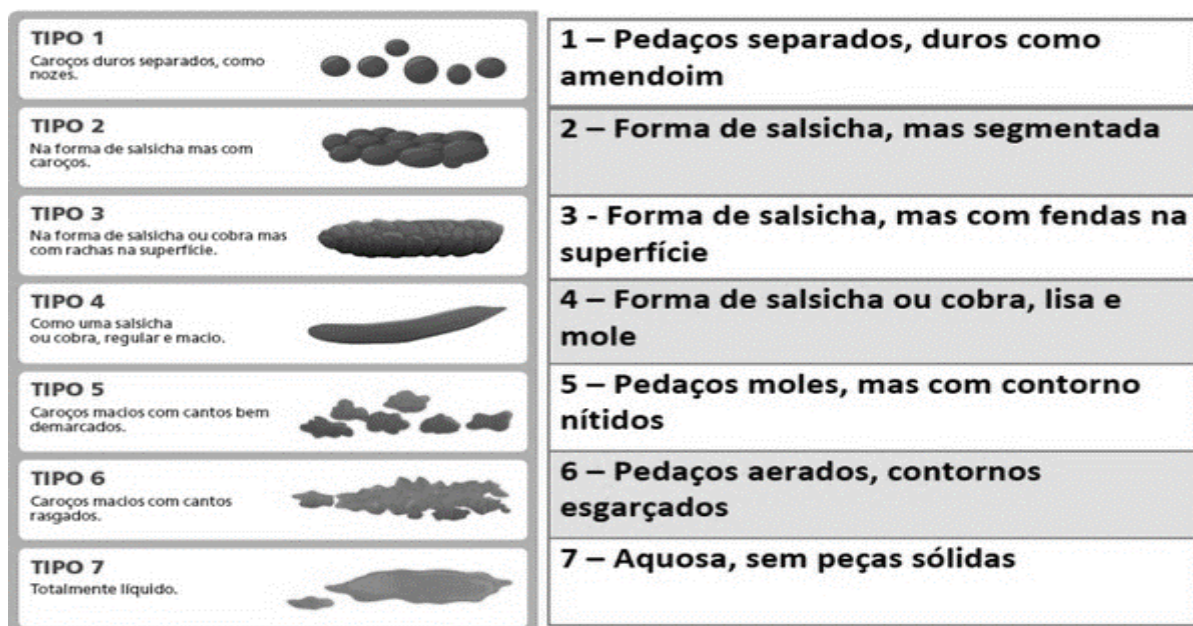 TIPO 1
Caroços duros separados, como
nozes.
TIPO 2
Na forma de salsicha mas com
caroços.
TIPO 3
Na forma de salsicha ou cobra mas
com rachas na superfície.
TIPO 4
Como uma salsicha
ou cobra, regular e macio.
TIPO 5
Caroços macios com cantos bem
demarcados.
TIPO 6
Caroços macios com cantos
rasgados.
TIPO 7
Totalmente líquido.
1 – Pedaços separados, duros como
amendoim
2 – Forma de salsicha, mas segmentada
3 - Forma de salsicha, mas com fendas na
superfície
4 – Forma de salsicha ou cobra, lisa e
mole
5 – Pedaços moles, mas com contorno
nítidos
6 – Pedaços aerados, contornos
esgarçados
7 – Aquosa, sem peças sólidas